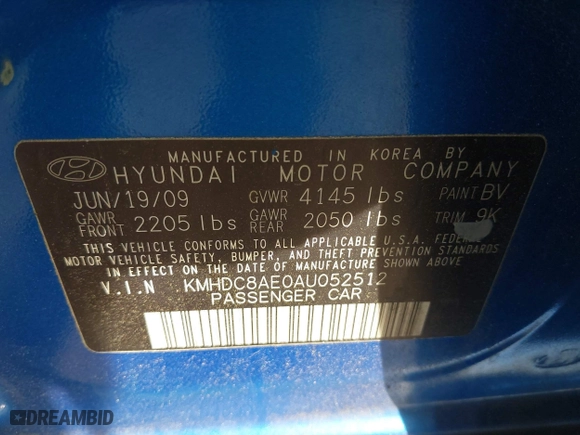 MANUFACTURED IN KOREA BY
HYUNDAI MOTOR COMPANY
JUN/19/09 GVWR 4145 lbs PAINT BV
GAWR FRONT 2205 lbs GAWR REAR 2050 lbs TRIM 9K
THIS VEHICLE CONFORMS TO ALL APPLICABLE U.S.A. FEDERAL
MOTOR VEHICLE SAFETY, BUMPER, AND THEFT PREVENTION STANDARDS
IN EFFECT ON THE DATE OF MANUFACTURE SHOWN ABOVE.
V.I.N KMHDC8AE0AU052512
PASSENGER CAR
DREAMBID